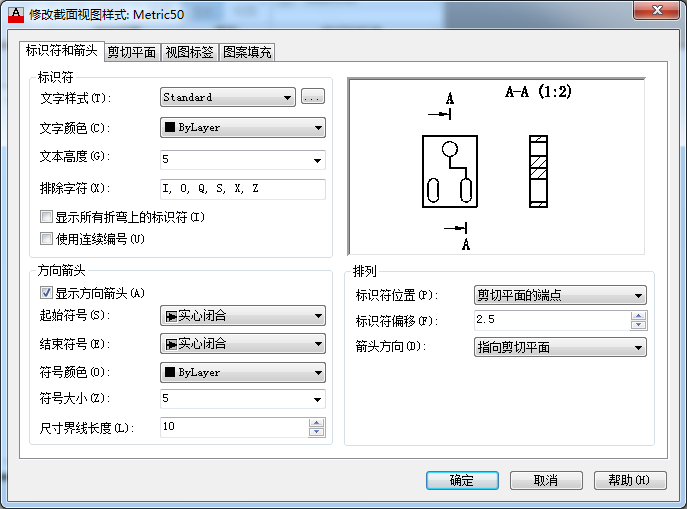 修改截面视图样式: Metric50
标识符和箭头 剪切平面 视图标签 图案填充
标识符
文字样式(T): Standard ...
文字颜色(C): ByLayer
文本高度(G): 5
排除字符(X): I, O, Q, S, X, Z
显示所有折弯上的标识符(I)
使用连续编号(U)
方向箭头
显示方向箭头(A)
起始符号(S): 实心闭合
结束符号(E): 实心闭合
符号颜色(O): ByLayer
符号大小(Z): 5
尺寸界线长度(L): 10
A
A-A (1:2)
A
排列
标识符位置(P): 剪切平面的端点
标识符偏移(F): 2.5
箭头方向(D): 指向剪切平面
确定 取消 帮助(H)